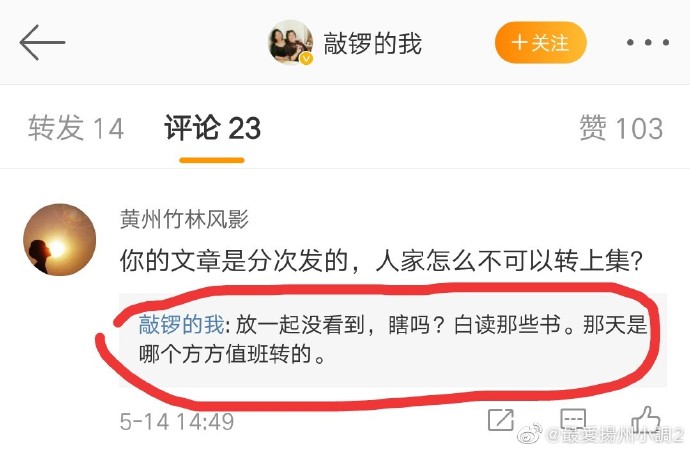 敲锣的我
+关注
转发 14
评论 23
赞 103
黄州竹林风影
你的文章是分次发的，人家怎么不可以转上集?
敲锣的我: 放一起没看到，瞎吗？白读那些书。那天是
哪个方方值班转的。
5-14 14:49
@最愛揚州小調2